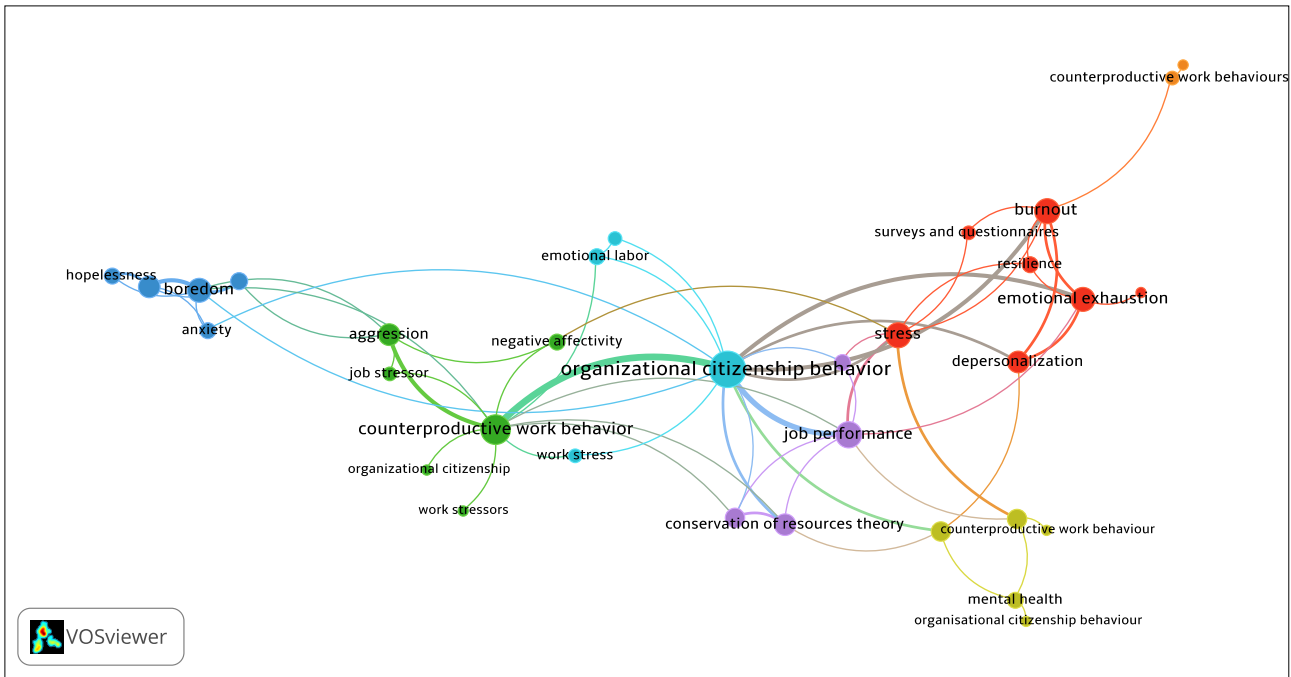 counterproductive work behaviours
burnout
surveys and questionnaires
emotional labor
resilience
hopelessness
boredom
emotional exhaustion
anxiety
aggression
negative affectivity
stress
depersonalization
job stressor
organizational citizenship behavior
counterproductive work behavior
job performance
work stress
organizational citizenship
work stressors
conservation of resources theory
counterproductive work behaviour
mental health
organisational citizenship behaviour
VOSviewer